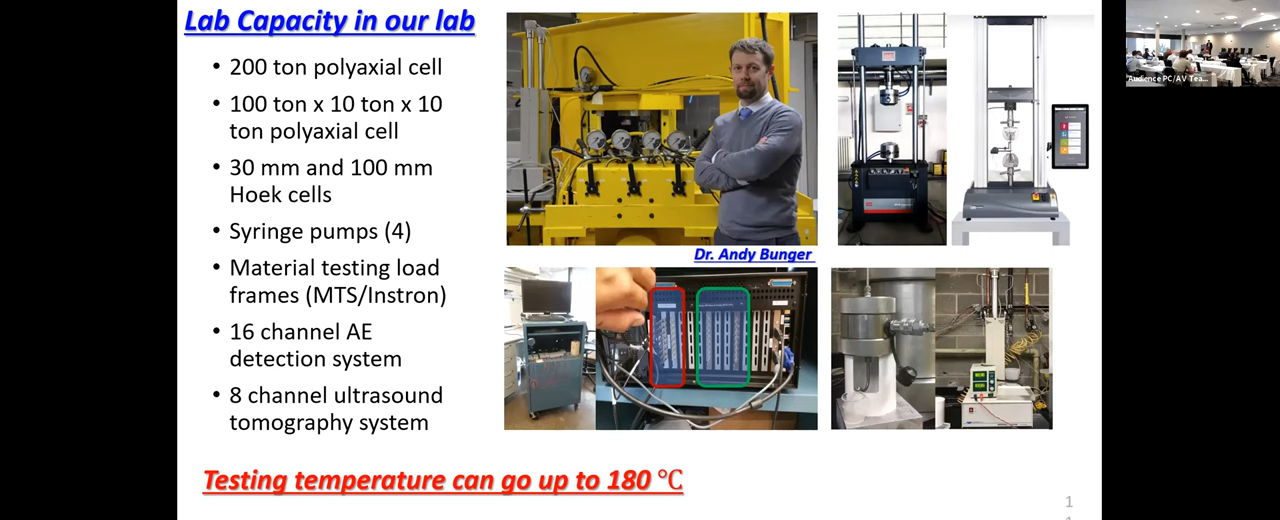 Lab Capacity in our lab
• 200 ton polyaxial cell
• 100 ton x 10 ton x 10
ton polyaxial cell
• 30 mm and 100 mm
Hoek cells
• Syringe pumps (4)
• Material testing load
frames (MTS/Instron)
• 16 channel AE
detection system
• 8 channel ultrasound
tomography system
Dr. Andy Bunger
Testing temperature can go up to 180 ℃
Audience PC/AV Tea...
1
1